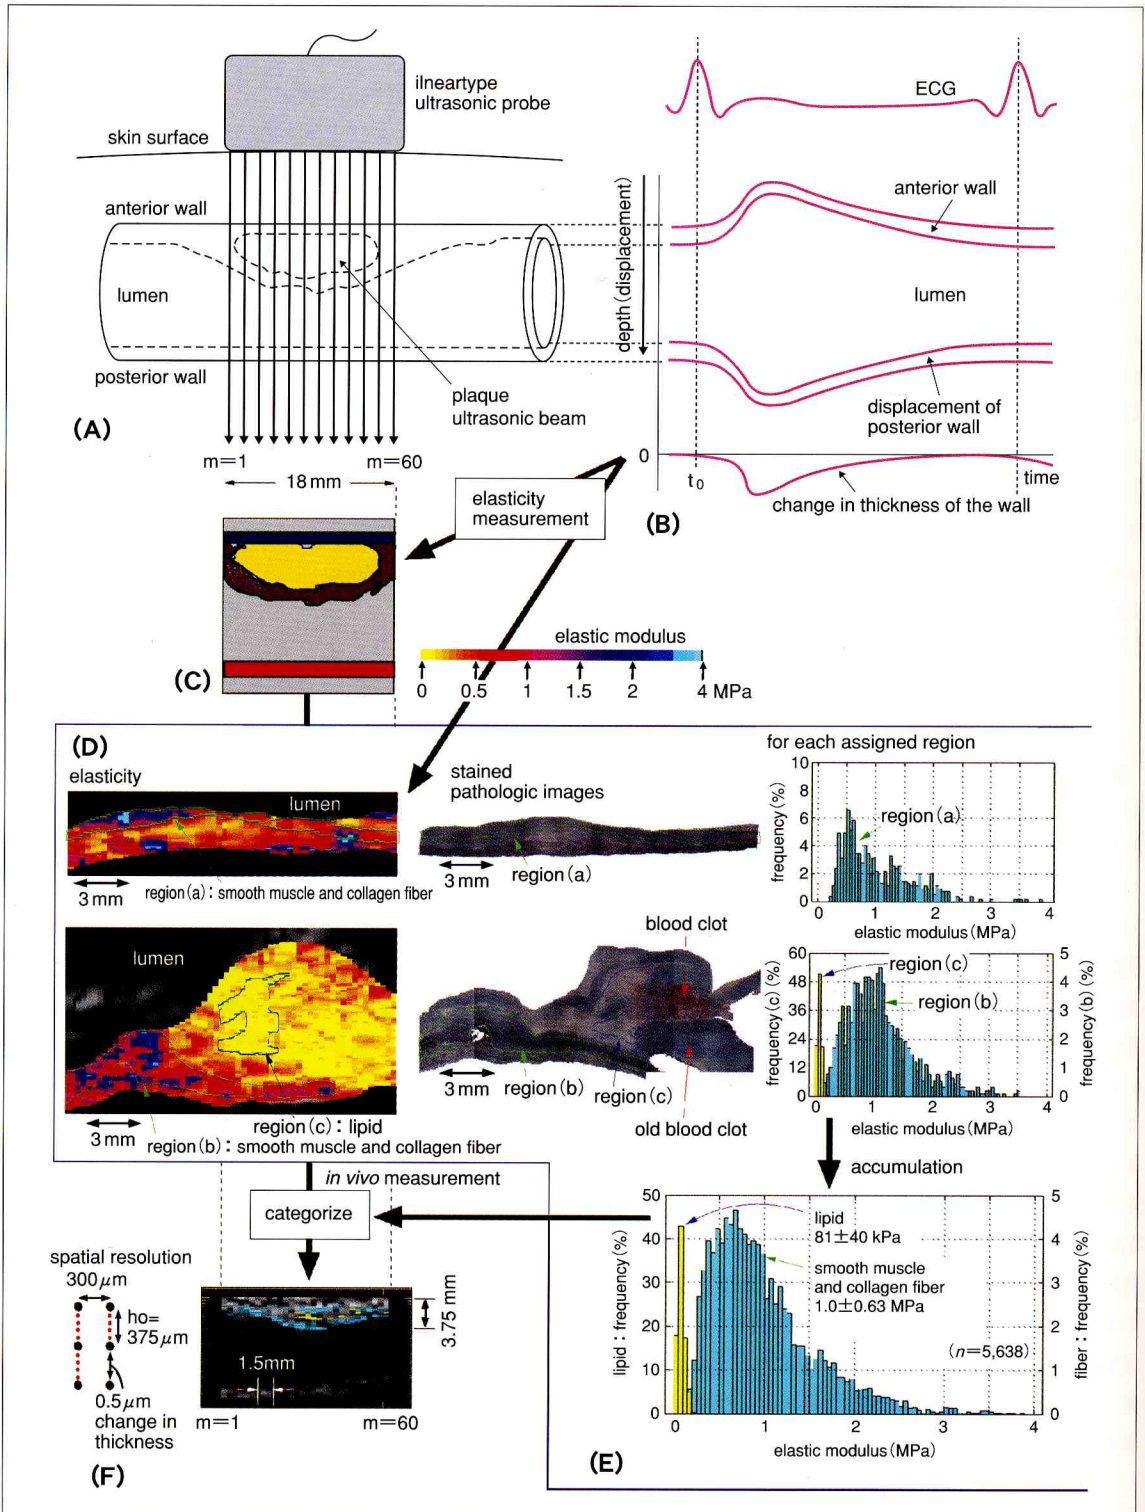 ilneartype
ultrasonic probe
skin surface
anterior wall
lumen
posterior wall
plaque
ultrasonic beam
(A)
m=1
m=60
18 mm
ECG
anterior wall
depth (displacement)
lumen
displacement of
posterior wall
0
t₀
time
change in thickness of the wall
(B)
elasticity
measurement
(C)
elastic modulus
0
0.5
1
1.5
2
4 MPa
(D)
elasticity
lumen
3 mm
region (a) : smooth muscle and collagen fiber
stained
pathologic images
3 mm
region (a)
for each assigned region
10
8
6
4
2
0
frequency (%)
region (a)
0
1
2
3
4
elastic modulus (MPa)
lumen
3 mm
region (c) : lipid
region (b) : smooth muscle and collagen fiber
blood clot
3 mm
region (b)
region (c)
old blood clot
60
48
36
24
12
0
frequency (c) (%)
region (c)
region (b)
5
4
3
2
1
0
frequency (b) (%)
0
1
2
3
4
elastic modulus (MPa)
accumulation
in vivo measurement
categorize
50
40
30
20
10
0
lipid : frequency (%)
lipid
81±40 kPa
smooth muscle
and collagen fiber
1.0±0.63 MPa
(n=5,638)
5
4
3
2
1
0
fiber : frequency (%)
0
1
2
3
4
elastic modulus (MPa)
(E)
spatial resolution
300 μm
ho=
375 μm
0.5 μm
change in
thickness
3.75 mm
1.5mm
m=1
m=60
(F)